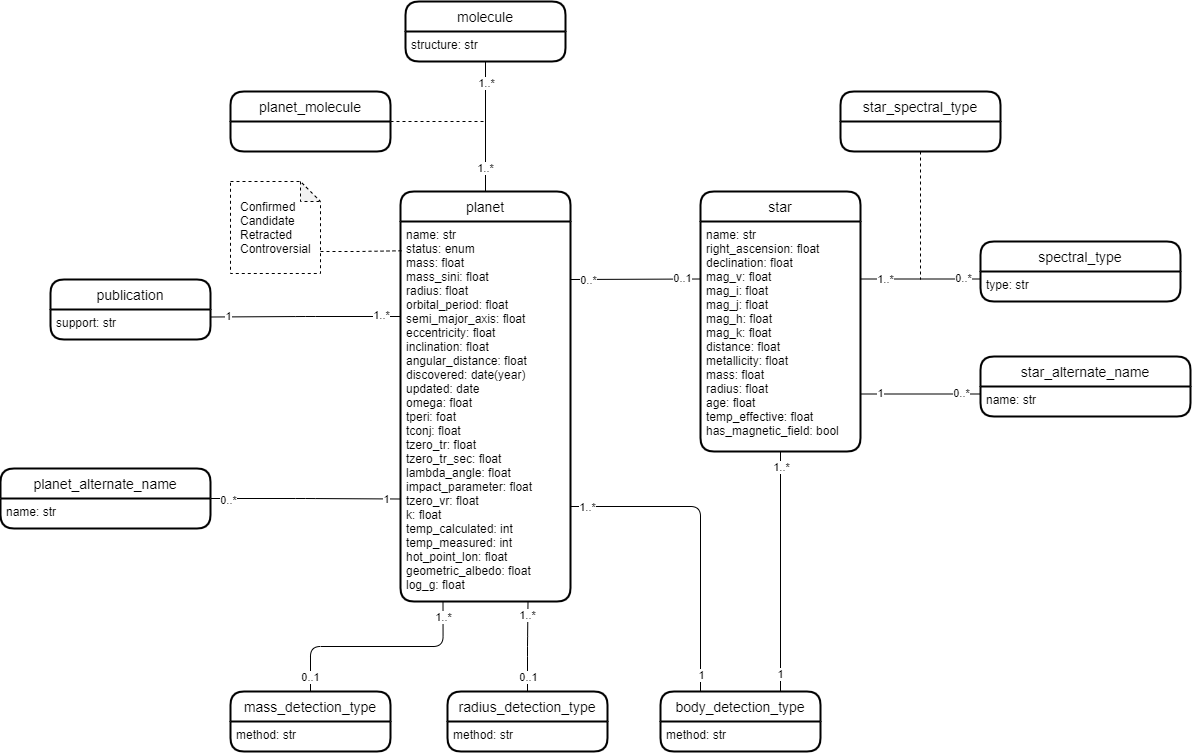 molecule
structure: str
1..*
planet_molecule
1..*
star_spectral_type
Confirmed
Candidate
Retracted
Controversial
planet
name: str
status: enum
mass: float
mass_sini: float
radius: float
orbital_period: float
semi_major_axis: float
eccentricity: float
inclination: float
angular_distance: float
discovered: date(year)
updated: date
omega: float
tperi: foat
tconj: float
tzero_tr: float
tzero_tr_sec: float
lambda_angle: float
impact_parameter: float
tzero_vr: float
k: float
temp_calculated: int
temp_measured: int
hot_point_lon: float
geometric_albedo: float
log_g: float
0..*
0..1
star
name: str
right_ascension: float
declination: float
mag_v: float
mag_i: float
mag_j: float
mag_h: float
mag_k: float
distance: float
metallicity: float
mass: float
radius: float
age: float
temp_effective: float
has_magnetic_field: bool
1..*
0..*
spectral_type
type: str
publication
support: str
1
1..*
1
0..*
star_alternate_name
name: str
planet_alternate_name
name: str
0..*
1
1..*
1..*
1..*
1..*
0..1
0..1
1
1
mass_detection_type
method: str
radius_detection_type
method: str
body_detection_type
method: str